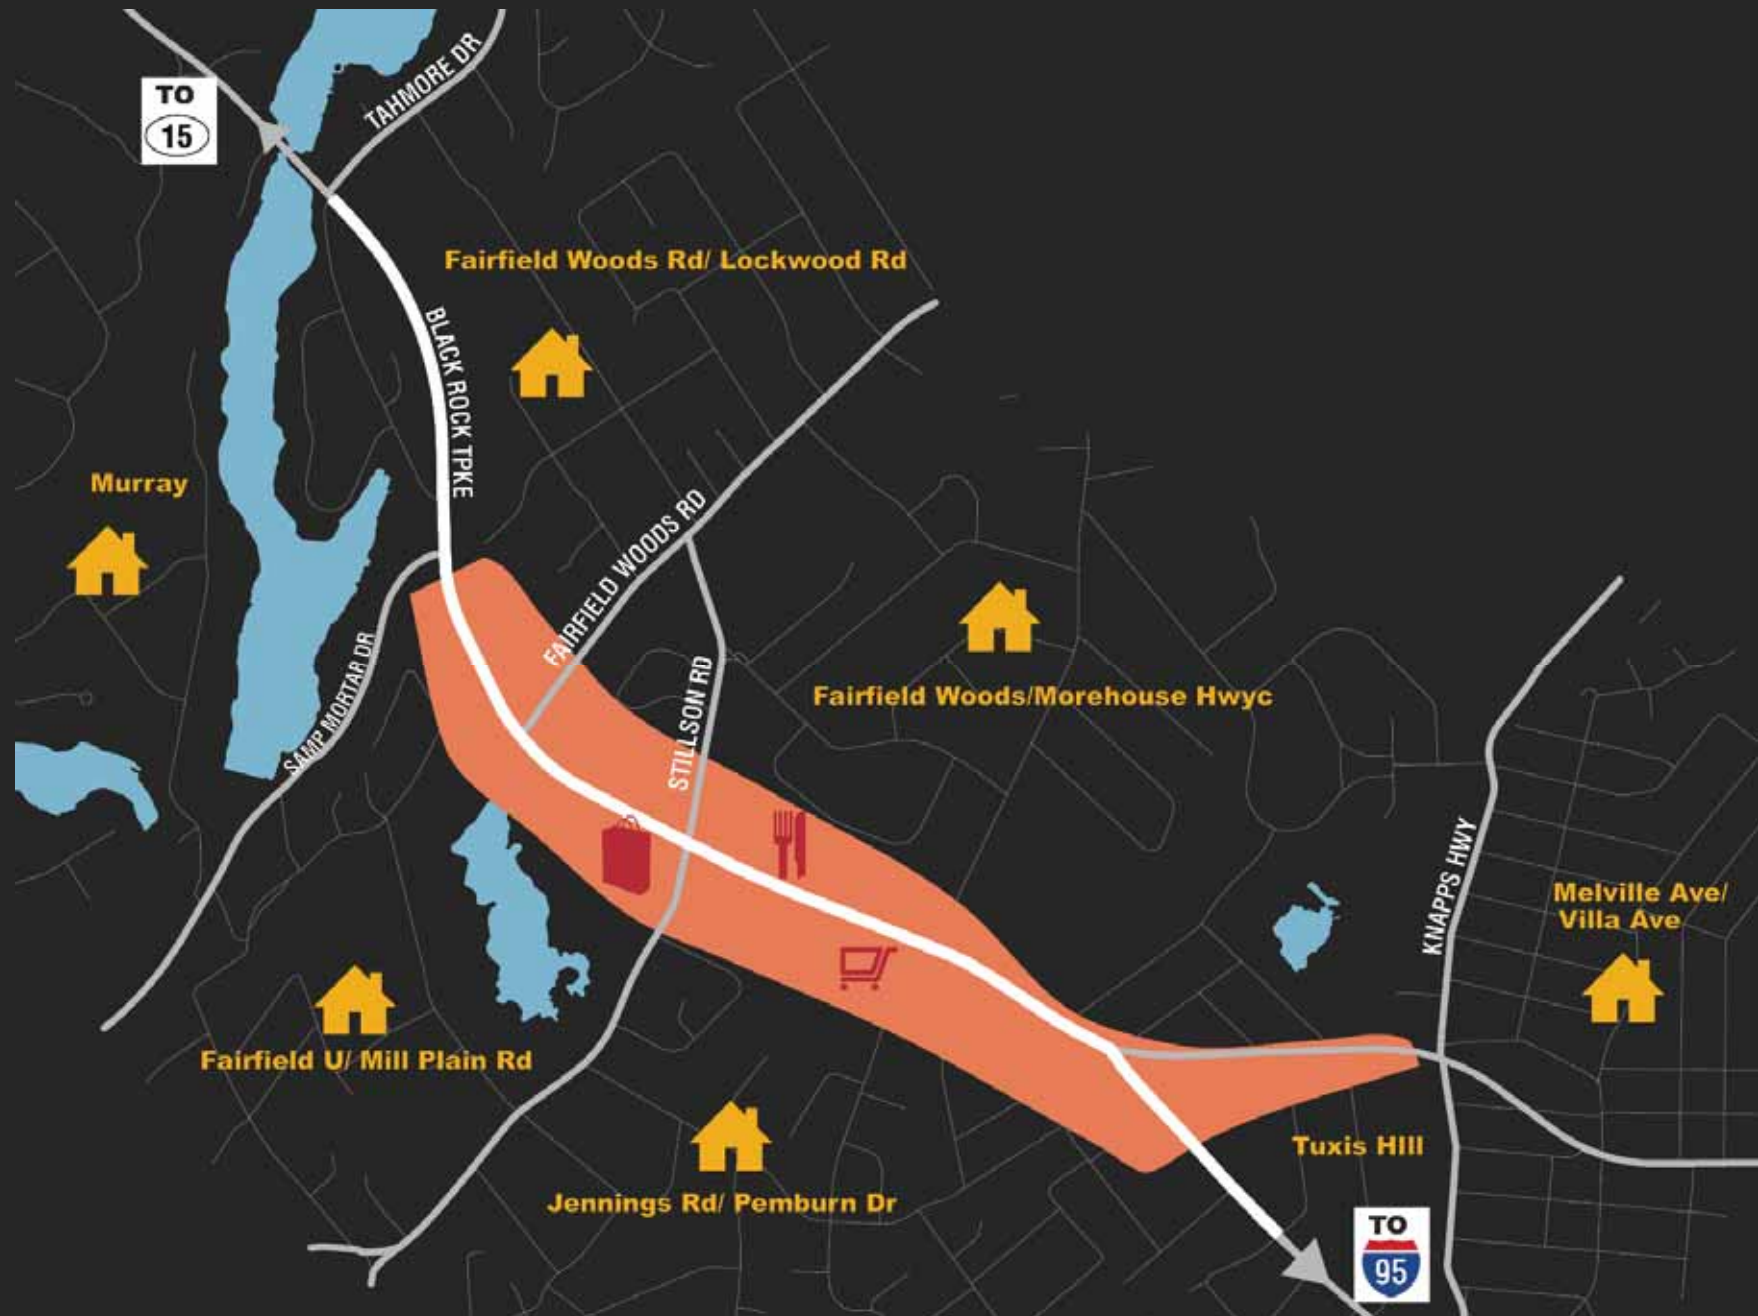 TO
15
TAHMORE DR
Fairfield Woods Rd/ Lockwood Rd
BLACK ROCK TPKE
Murray
FAIRFIELD WOODS RD
SAMP MORTAR DR
STILLSON RD
Fairfield Woods/Morehouse Hwyc
KNAPPS HWY
Melville Ave/
Villa Ave
Fairfield U/ Mill Plain Rd
Tuxis HIll
Jennings Rd/ Pemburn Dr
TO
95